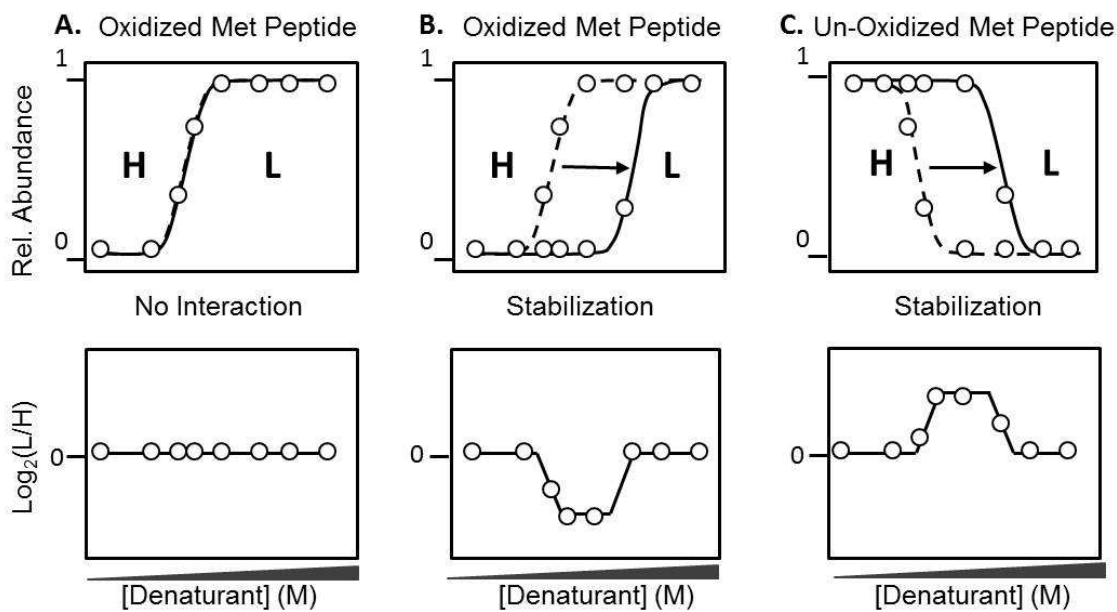 A. Oxidized Met Peptide
B. Oxidized Met Peptide
C. Un-Oxidized Met Peptide
Rel. Abundance
1
0
H
L
1
0
H
L
1
0
H
L
No Interaction
Stabilization
Stabilization
Log₂(L/H)
0
0
0
[Denaturant] (M)
[Denaturant] (M)
[Denaturant] (M)